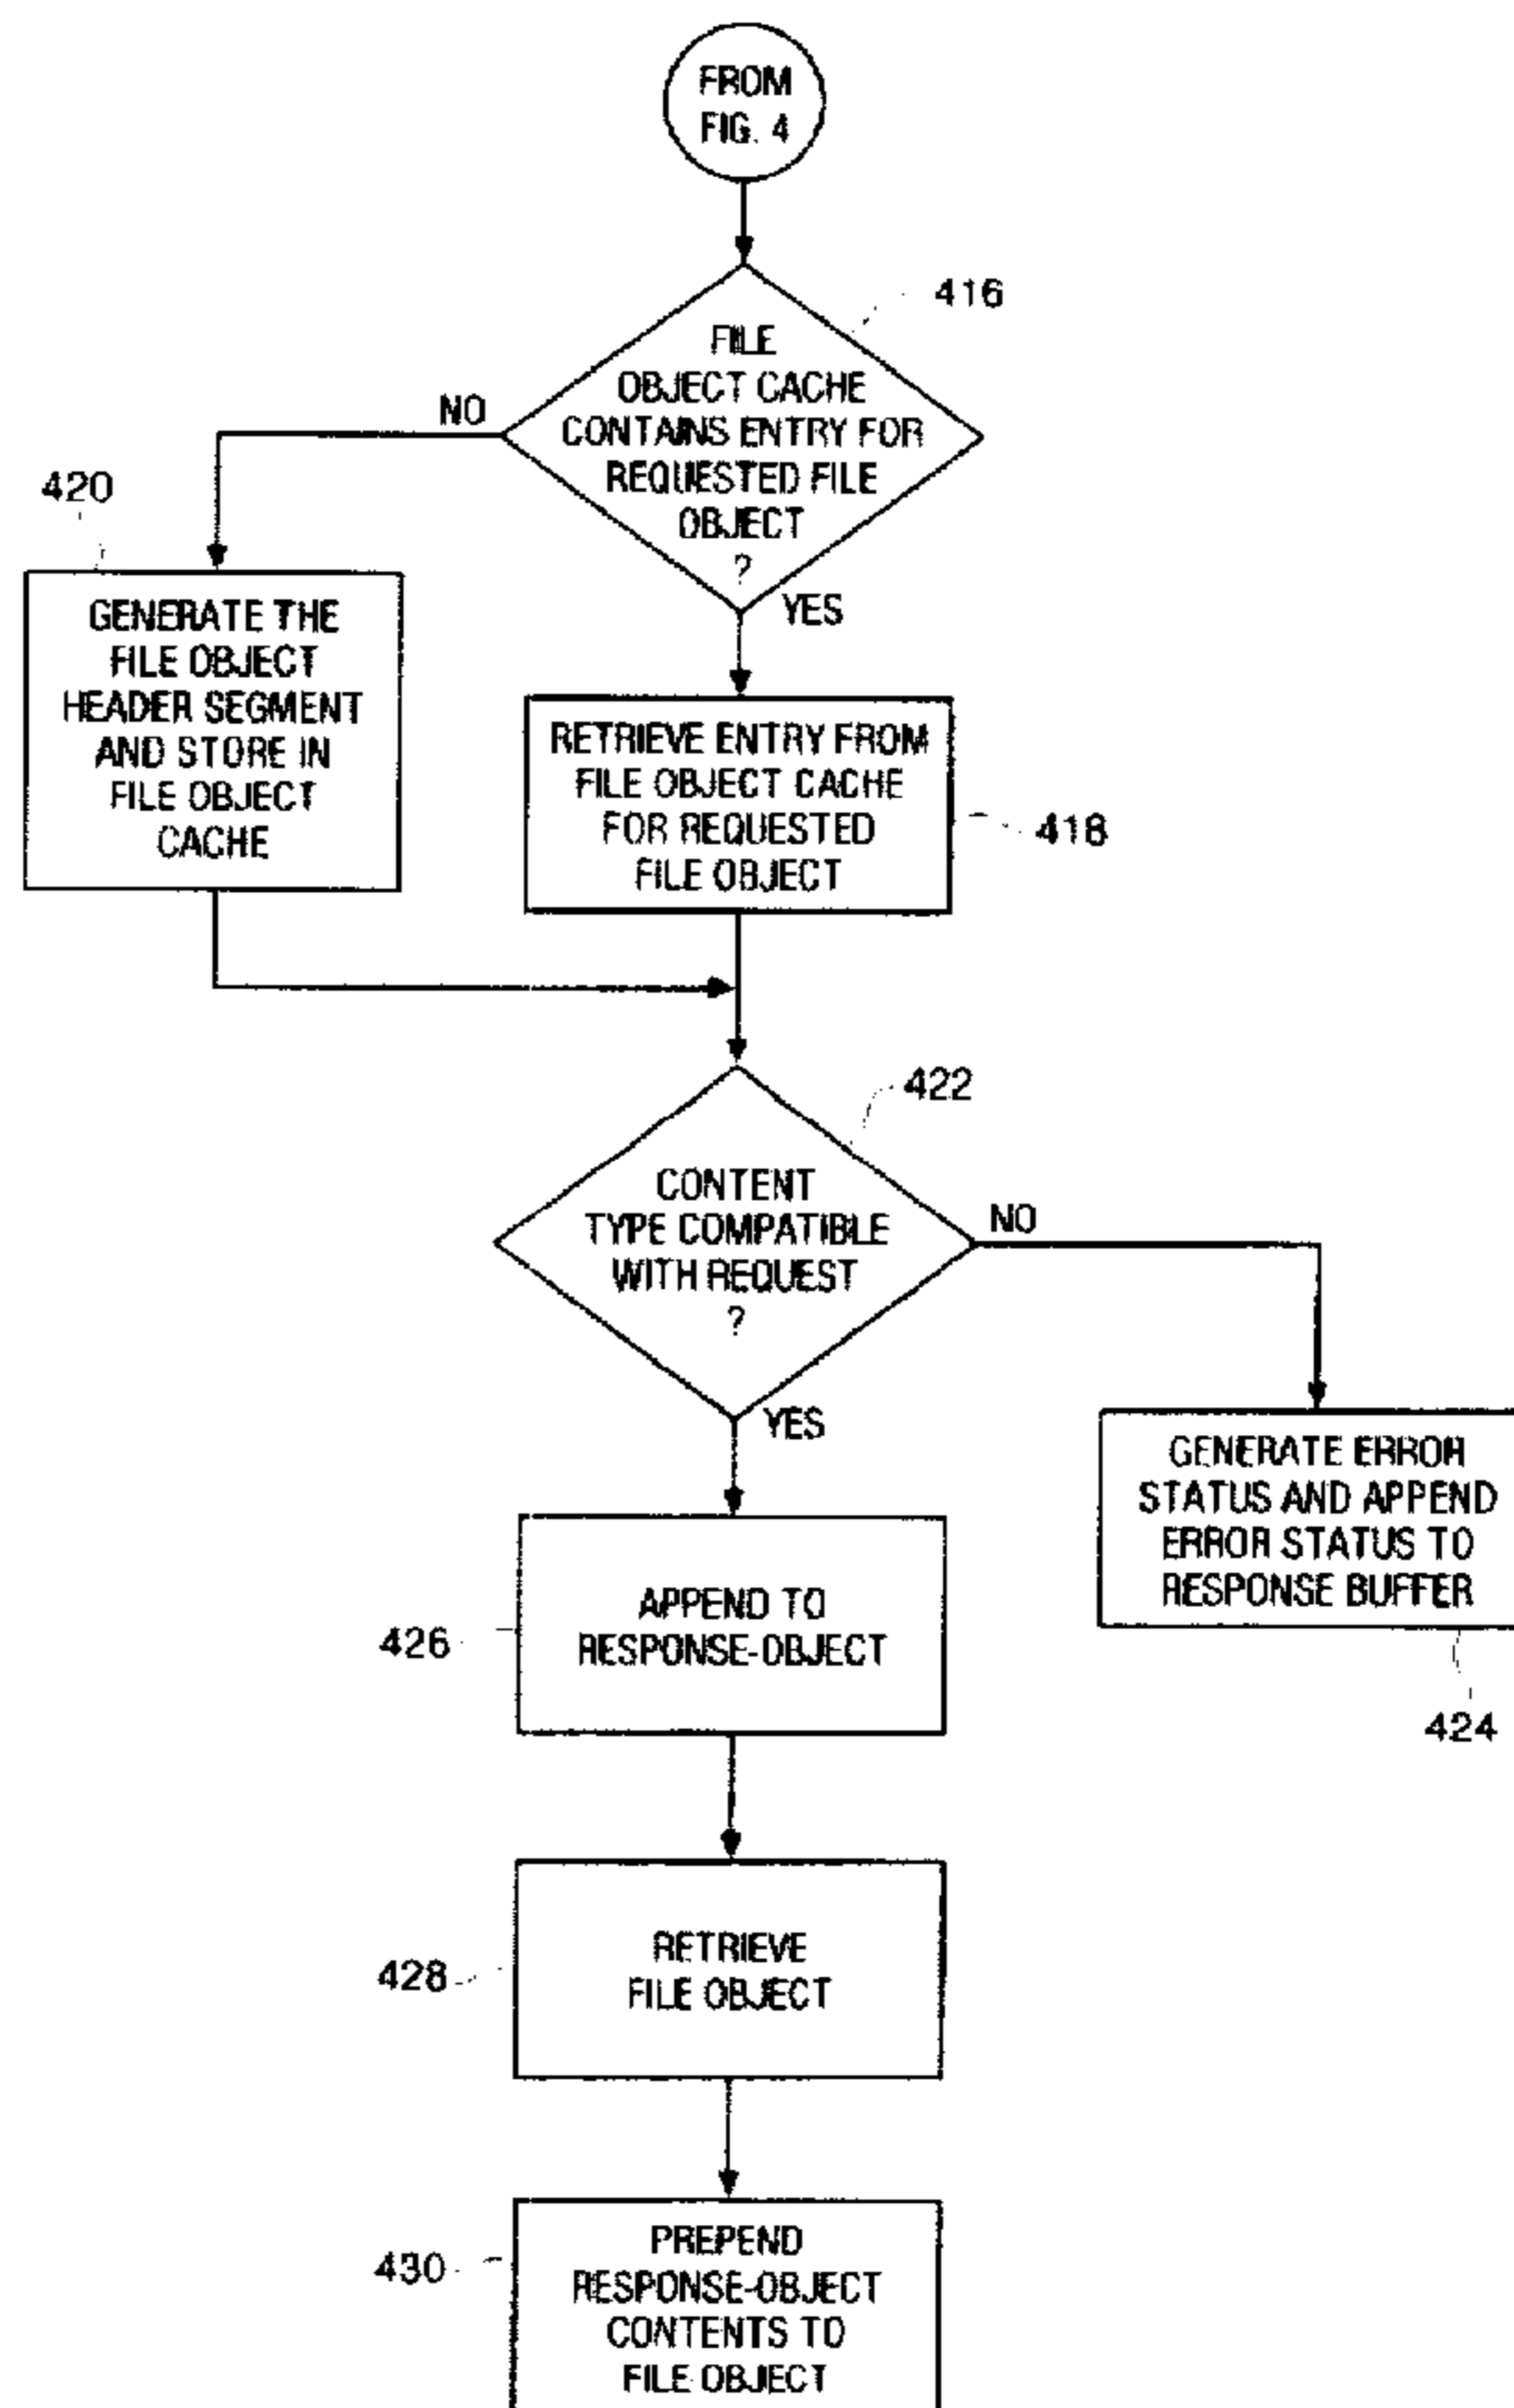 FROM
FIG. 4
416
FILE
OBJECT CACHE
CONTAINS ENTRY FOR
REQUESTED FILE
OBJECT
?
NO
YES
420
GENERATE THE
FILE OBJECT
HEADER SEGMENT
AND STORE IN
FILE OBJECT
CACHE
RETRIEVE ENTRY FROM
FILE OBJECT CACHE
FOR REQUESTED
FILE OBJECT
418
422
CONTENT
TYPE COMPATIBLE
WITH REQUEST
?
NO
YES
GENERATE ERROR
STATUS AND APPEND
ERROR STATUS TO
RESPONSE BUFFER
424
426
APPEND TO
RESPONSE-OBJECT
428
RETRIEVE
FILE OBJECT
430
PREPEND
RESPONSE-OBJECT
CONTENTS TO
FILE OBJECT